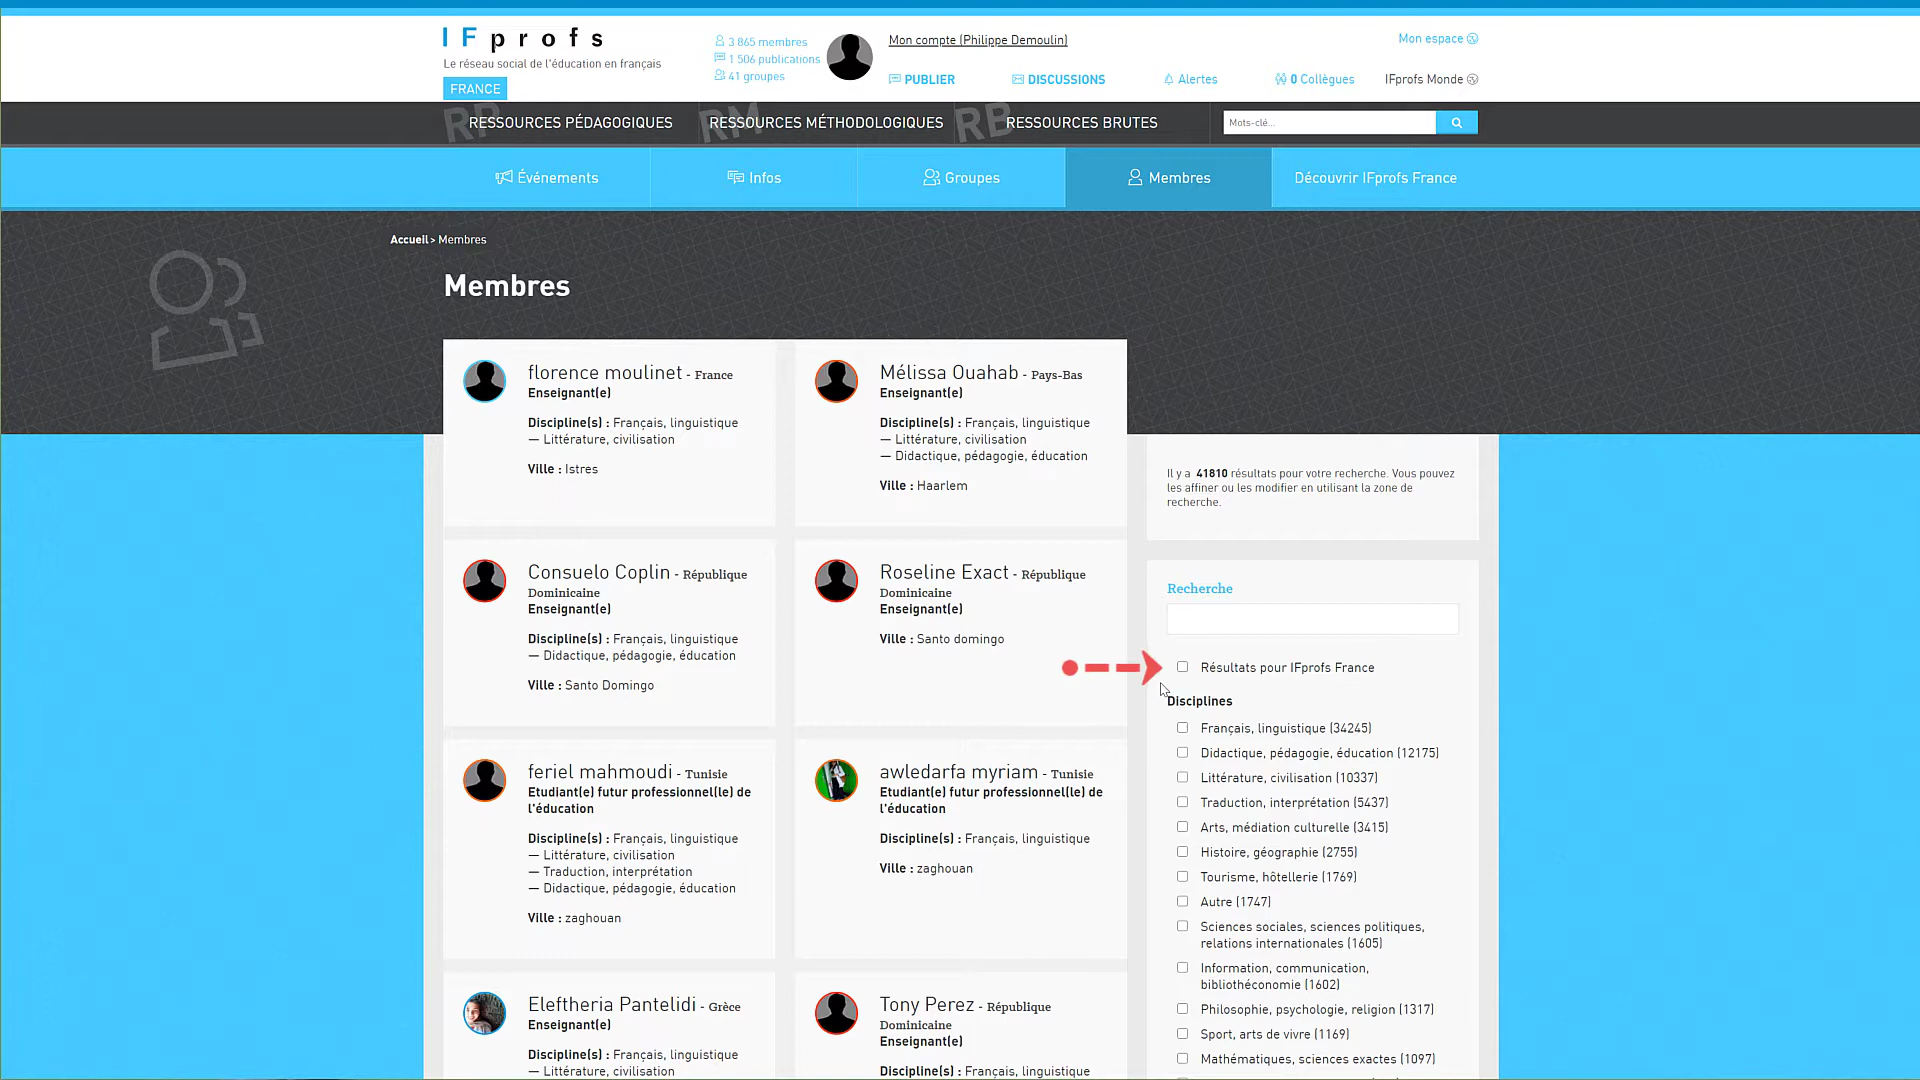 IFprofs
Le réseau social de l'éducation en français
FRANCE
3 865 membres
1 506 publications
41 groupes
Mon compte (Philippe Demoulin)
PUBLIER
DISCUSSIONS
Alertes
0 Collègues
Mon espace
IFprofs Monde
RP
RESSOURCES PÉDAGOGIQUES
RM
RESSOURCES MÉTHODOLOGIQUES
RB
RESSOURCES BRUTES
Mots-clé...
Événements
Infos
Groupes
Membres
Découvrir IFprofs France
Accueil > Membres
Membres
florence moulinet - France
Enseignant(e)
Discipline(s) : Français, linguistique
— Littérature, civilisation
Ville : Istres
Mélissa Ouahab - Pays-Bas
Enseignant(e)
Discipline(s) : Français, linguistique
— Littérature, civilisation
— Didactique, pédagogie, éducation
Ville : Haarlem
Consuelo Coplin - République
Dominicaine
Enseignant(e)
Discipline(s) : Français, linguistique
— Didactique, pédagogie, éducation
Ville : Santo Domingo
Roseline Exact - République
Dominicaine
Enseignant(e)
Ville : Santo domingo
feriel mahmoudi - Tunisie
Etudiant(e) futur professionnel(le) de
l'éducation
Discipline(s) : Français, linguistique
— Littérature, civilisation
— Traduction, interprétation
— Didactique, pédagogie, éducation
Ville : zaghouan
awledarfa myriam - Tunisie
Etudiant(e) futur professionnel(le) de
l'éducation
Discipline(s) : Français, linguistique
Ville : zaghouan
Eleftheria Pantelidi - Grèce
Enseignant(e)
Discipline(s) : Français, linguistique
— Littérature, civilisation
Tony Perez - République
Dominicaine
Enseignant(e)
Discipline(s) : Français, linguistique
Il y a 41810 résultats pour votre recherche. Vous pouvez
les affiner ou les modifier en utilisant la zone de
recherche.
Recherche
Résultats pour IFprofs France
Disciplines
Français, linguistique (34245)
Didactique, pédagogie, éducation (12175)
Littérature, civilisation (10337)
Traduction, interprétation (5437)
Arts, médiation culturelle (3415)
Histoire, géographie (2755)
Tourisme, hôtellerie (1769)
Autre (1747)
Sciences sociales, sciences politiques,
relations internationales (1605)
Information, communication,
bibliothéconomie (1602)
Philosophie, psychologie, religion (1317)
Sport, arts de vivre (1169)
Mathématiques, sciences exactes (1097)